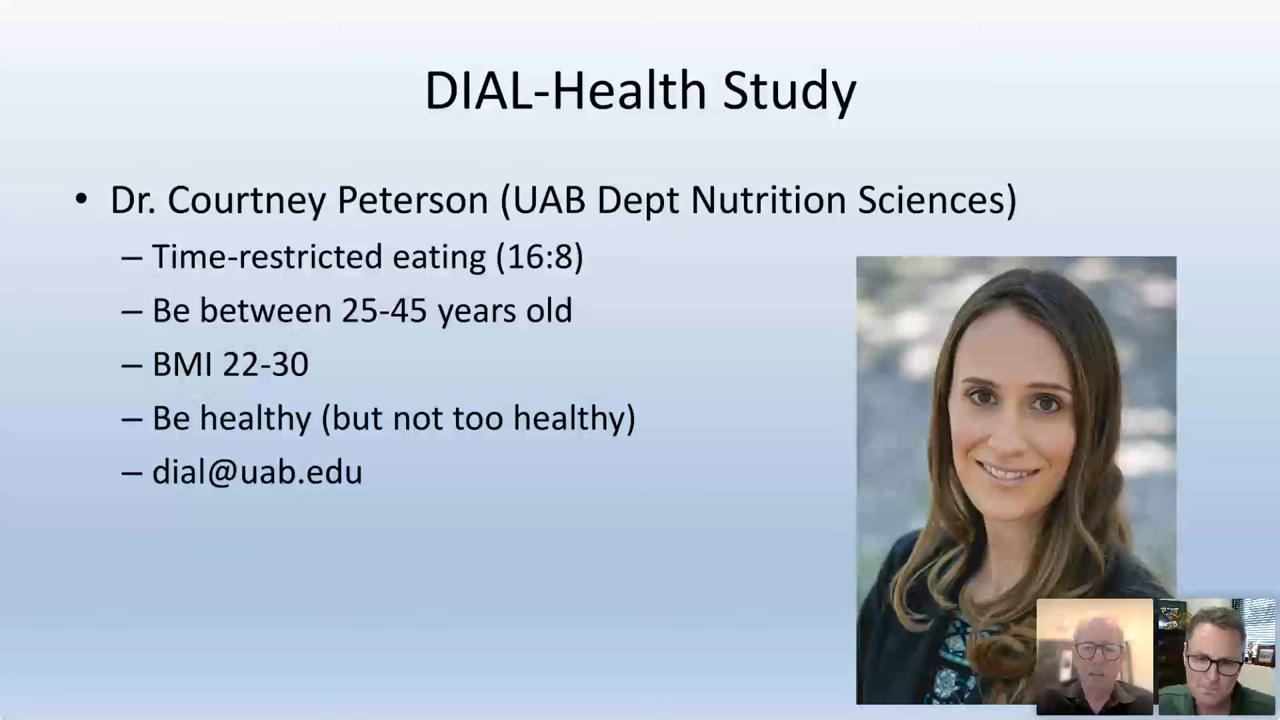 DIAL-Health Study
• Dr. Courtney Peterson (UAB Dept Nutrition Sciences)
– Time-restricted eating (16:8)
– Be between 25-45 years old
– BMI 22-30
– Be healthy (but not too healthy)
– dial@uab.edu